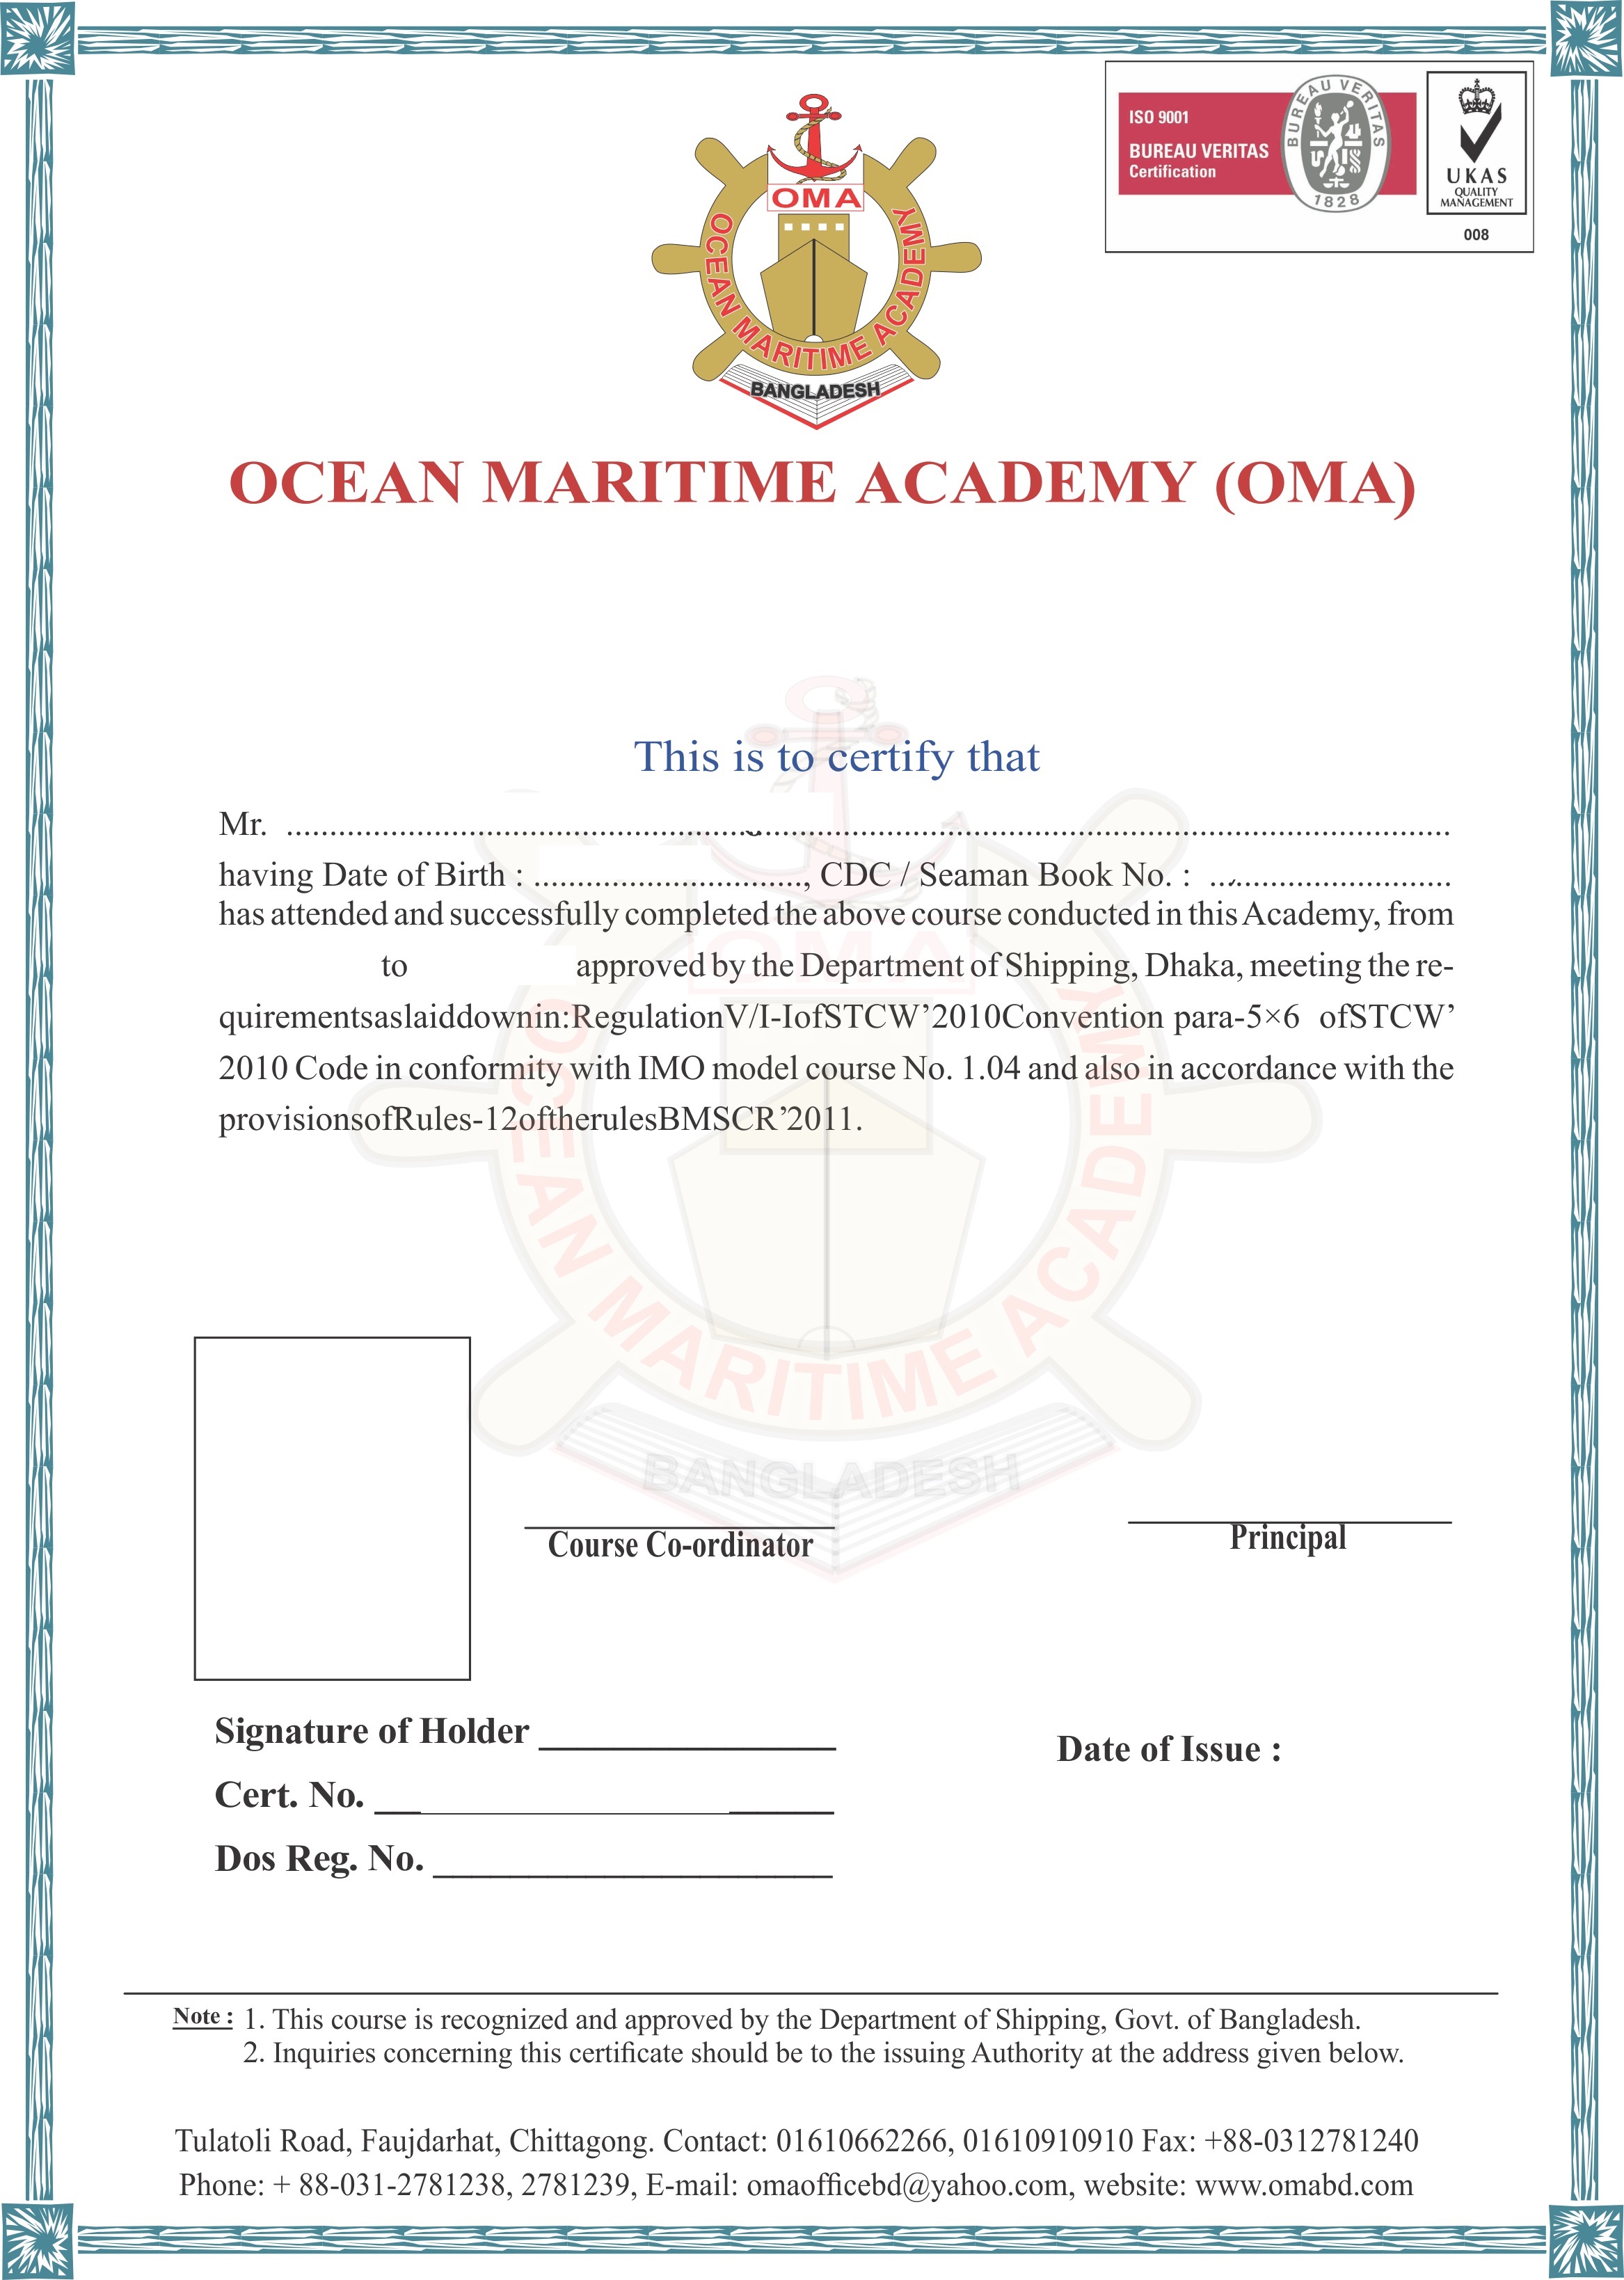 ISO 9001
BUREAU VERITAS
Certification
BUREAU VERITAS
1828
UKAS
QUALITY
MANAGEMENT
008
OMA
OCEAN MARITIME ACADEMY
BANGLADESH
OCEAN MARITIME ACADEMY (OMA)
This is to certify that
Mr. ........................................................................................................................................
having Date of Birth : ..............................., CDC / Seaman Book No. : ............................
has attended and successfully completed the above course conducted in this Academy, from
to approved by the Department of Shipping, Dhaka, meeting the re-
quirementsaslaiddownin:RegulationV/I-IofSTCW’2010Convention para-5×6 ofSTCW’
2010 Code in conformity with IMO model course No. 1.04 and also in accordance with the
provisionsofRules-12oftherulesBMSCR’2011.
OMA
OCEAN MARITIME ACADEMY
BANGLADESH
Course Co-ordinator
Principal
Signature of Holder ________________
Date of Issue :
Cert. No. ________________________
Dos Reg. No. ______________________
Note : 1. This course is recognized and approved by the Department of Shipping, Govt. of Bangladesh.
2. Inquiries concerning this certificate should be to the issuing Authority at the address given below.
Tulatoli Road, Faujdarhat, Chittagong. Contact: 01610662266, 01610910910 Fax: +88-0312781240
Phone: + 88-031-2781238, 2781239, E-mail: omaofficebd@yahoo.com, website: www.omabd.com